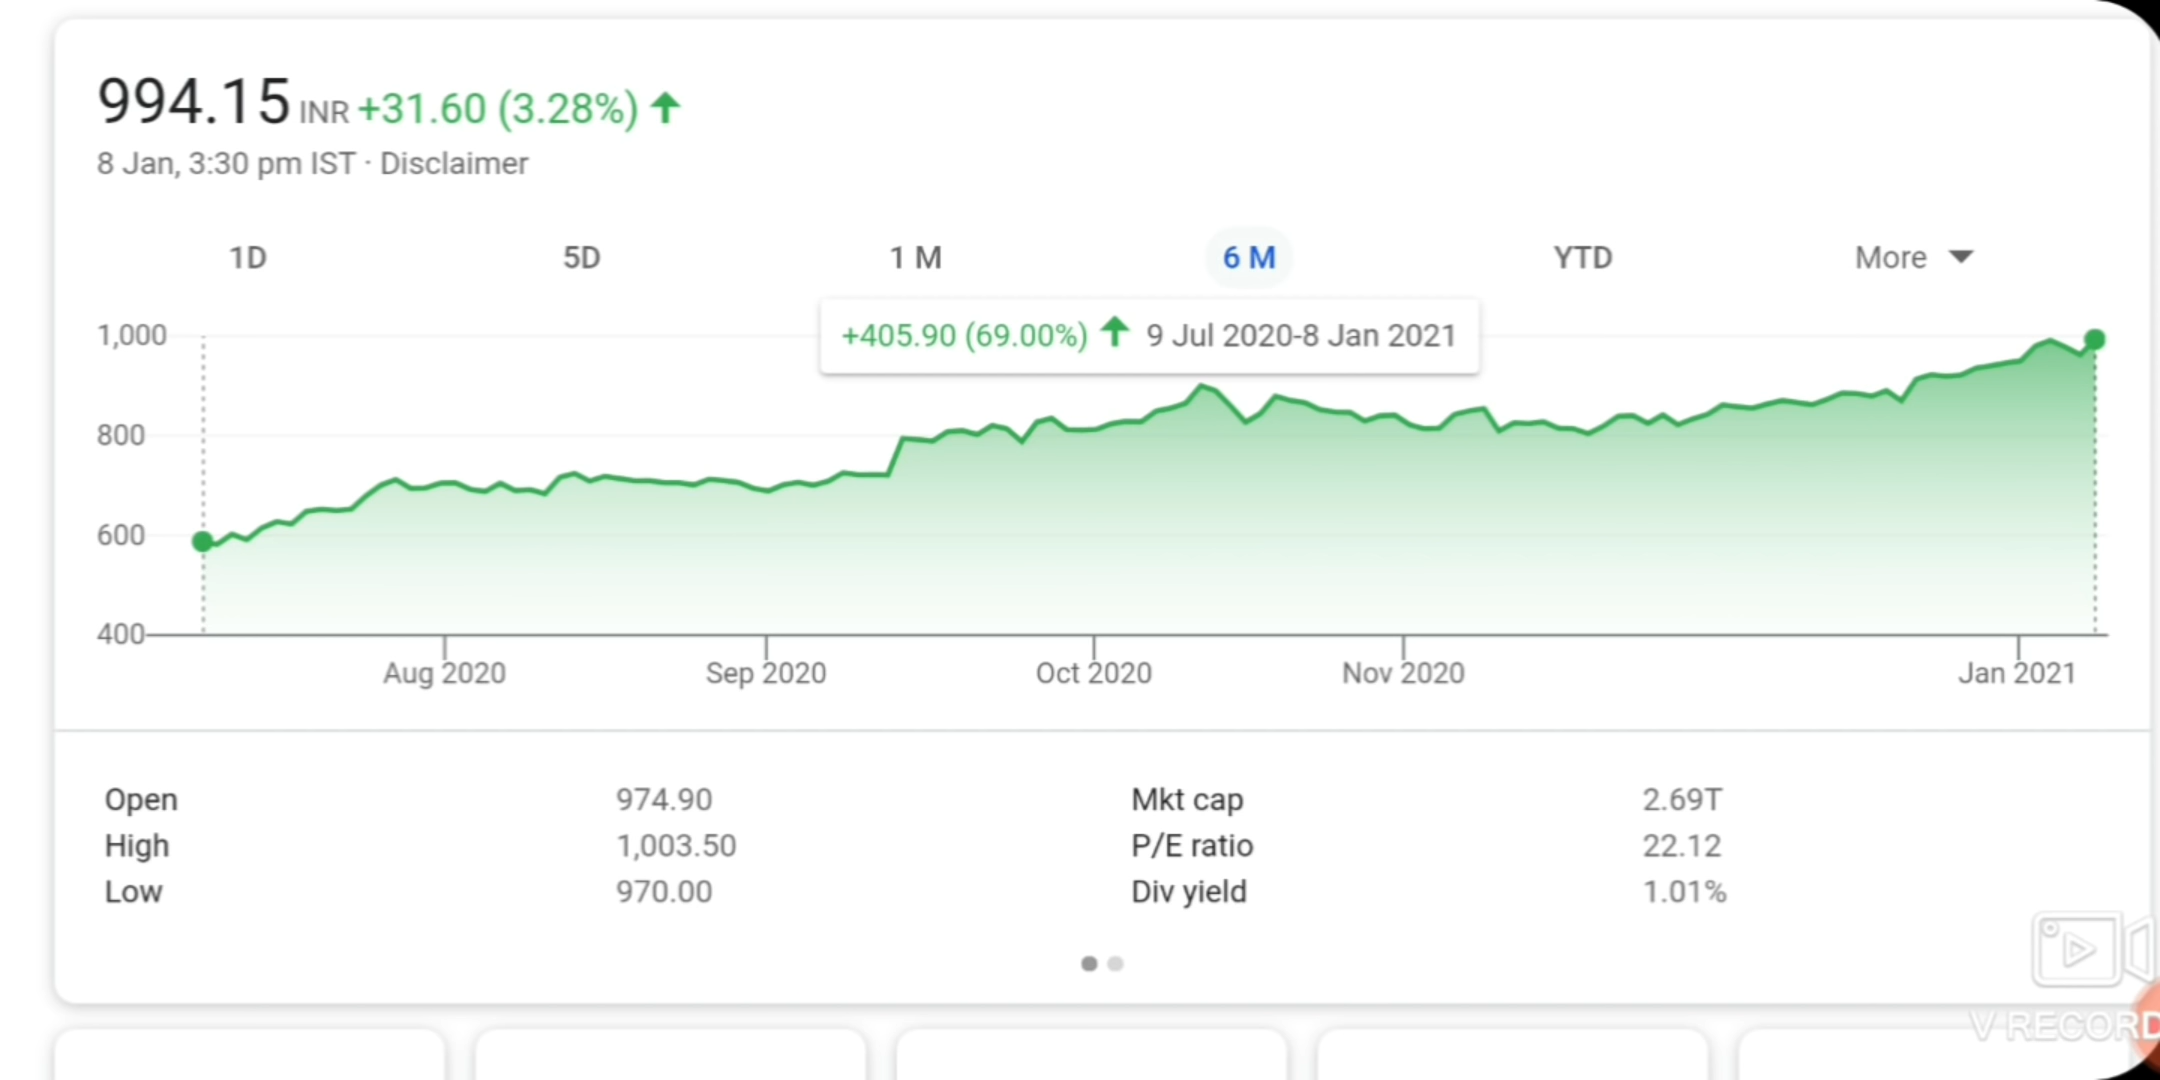 994.15 INR +31.60 (3.28%)
8 Jan, 3:30 pm IST · Disclaimer
1D 5D 1 M 6 M YTD More
+405.90 (69.00%) 9 Jul 2020-8 Jan 2021
1,000
800
600
400
Aug 2020 Sep 2020 Oct 2020 Nov 2020 Jan 2021
Open 974.90 Mkt cap 2.69T
High 1,003.50 P/E ratio 22.12
Low 970.00 Div yield 1.01%
V RECORD